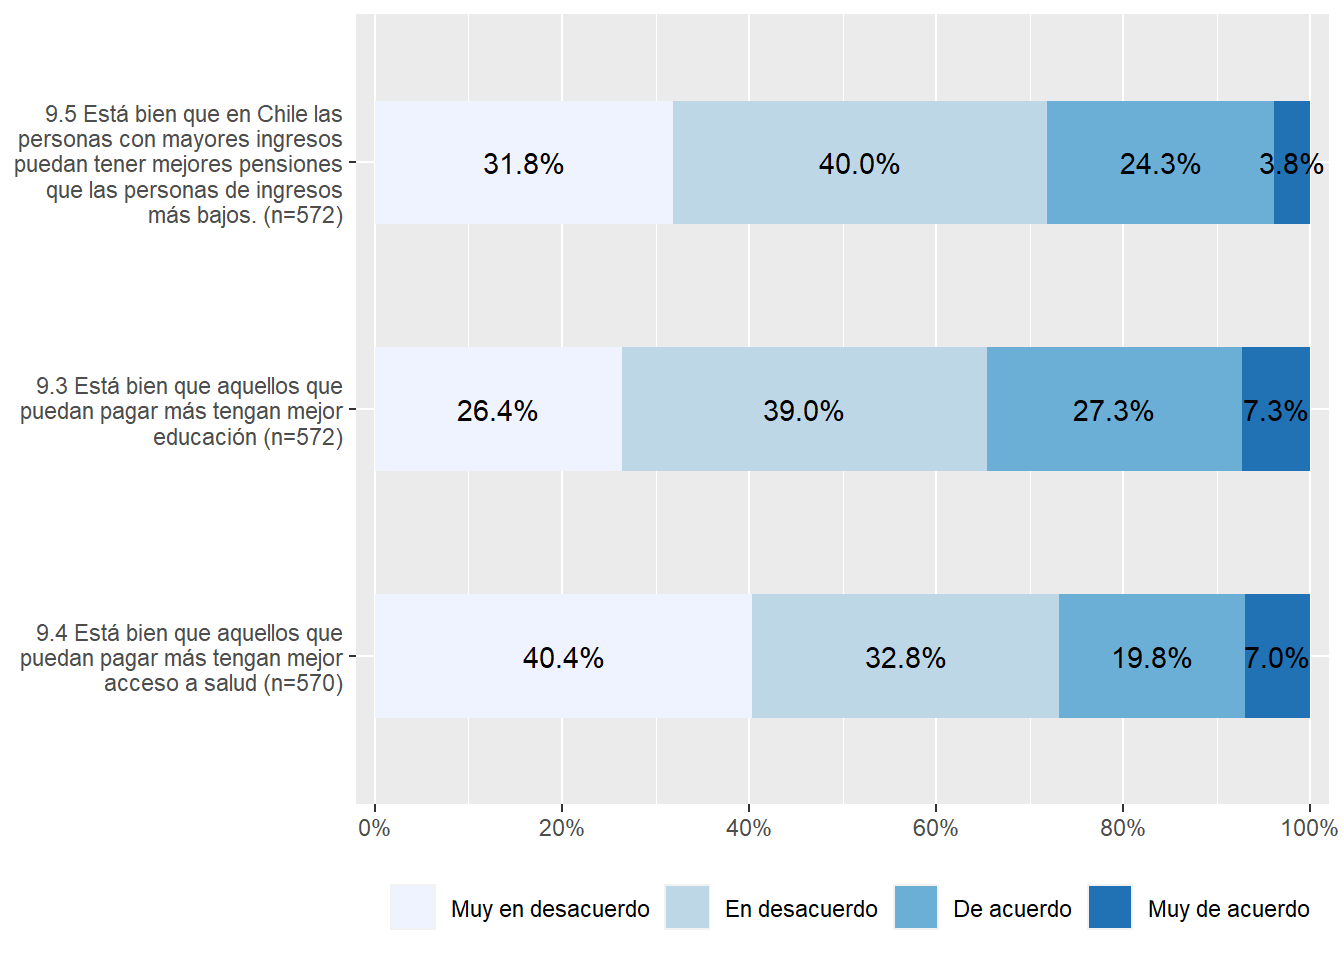 9.5 Está bien que en Chile las
personas con mayores ingresos
puedan tener mejores pensiones
que las personas de ingresos
más bajos. (n=572)
31.8% 40.0% 24.3% 3.8%
9.3 Está bien que aquellos que
puedan pagar más tengan mejor
educación (n=572)
26.4% 39.0% 27.3% 7.3%
9.4 Está bien que aquellos que
puedan pagar más tengan mejor
acceso a salud (n=570)
40.4% 32.8% 19.8% 7.0%
0% 20% 40% 60% 80% 100%
Muy en desacuerdo En desacuerdo De acuerdo Muy de acuerdo